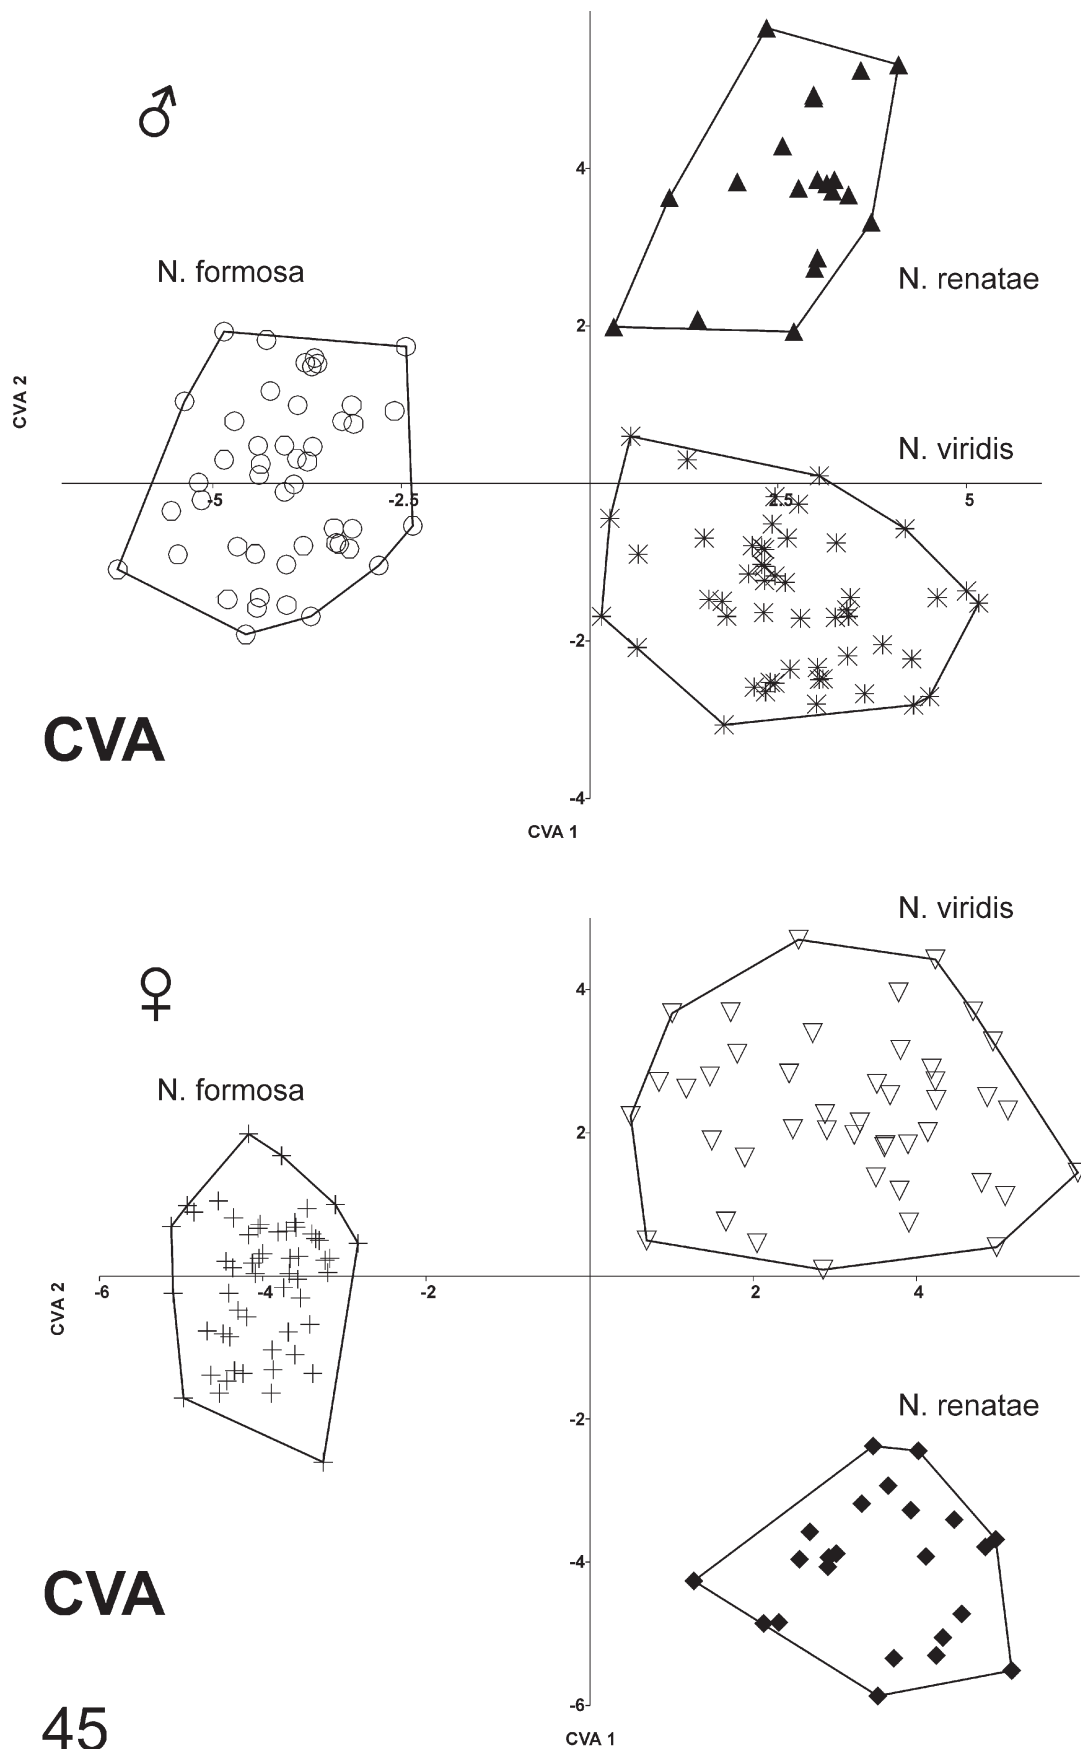 ♂
4
N. formosa
N. renatae
2
CVA 2
N. viridis
-5
-2.5
2.5
5
-2
CVA
-4
CVA 1
N. viridis
♀
4
N. formosa
2
CVA 2
-6
-4
-2
2
4
-2
N. renatae
-4
CVA
-6
45
CVA 1